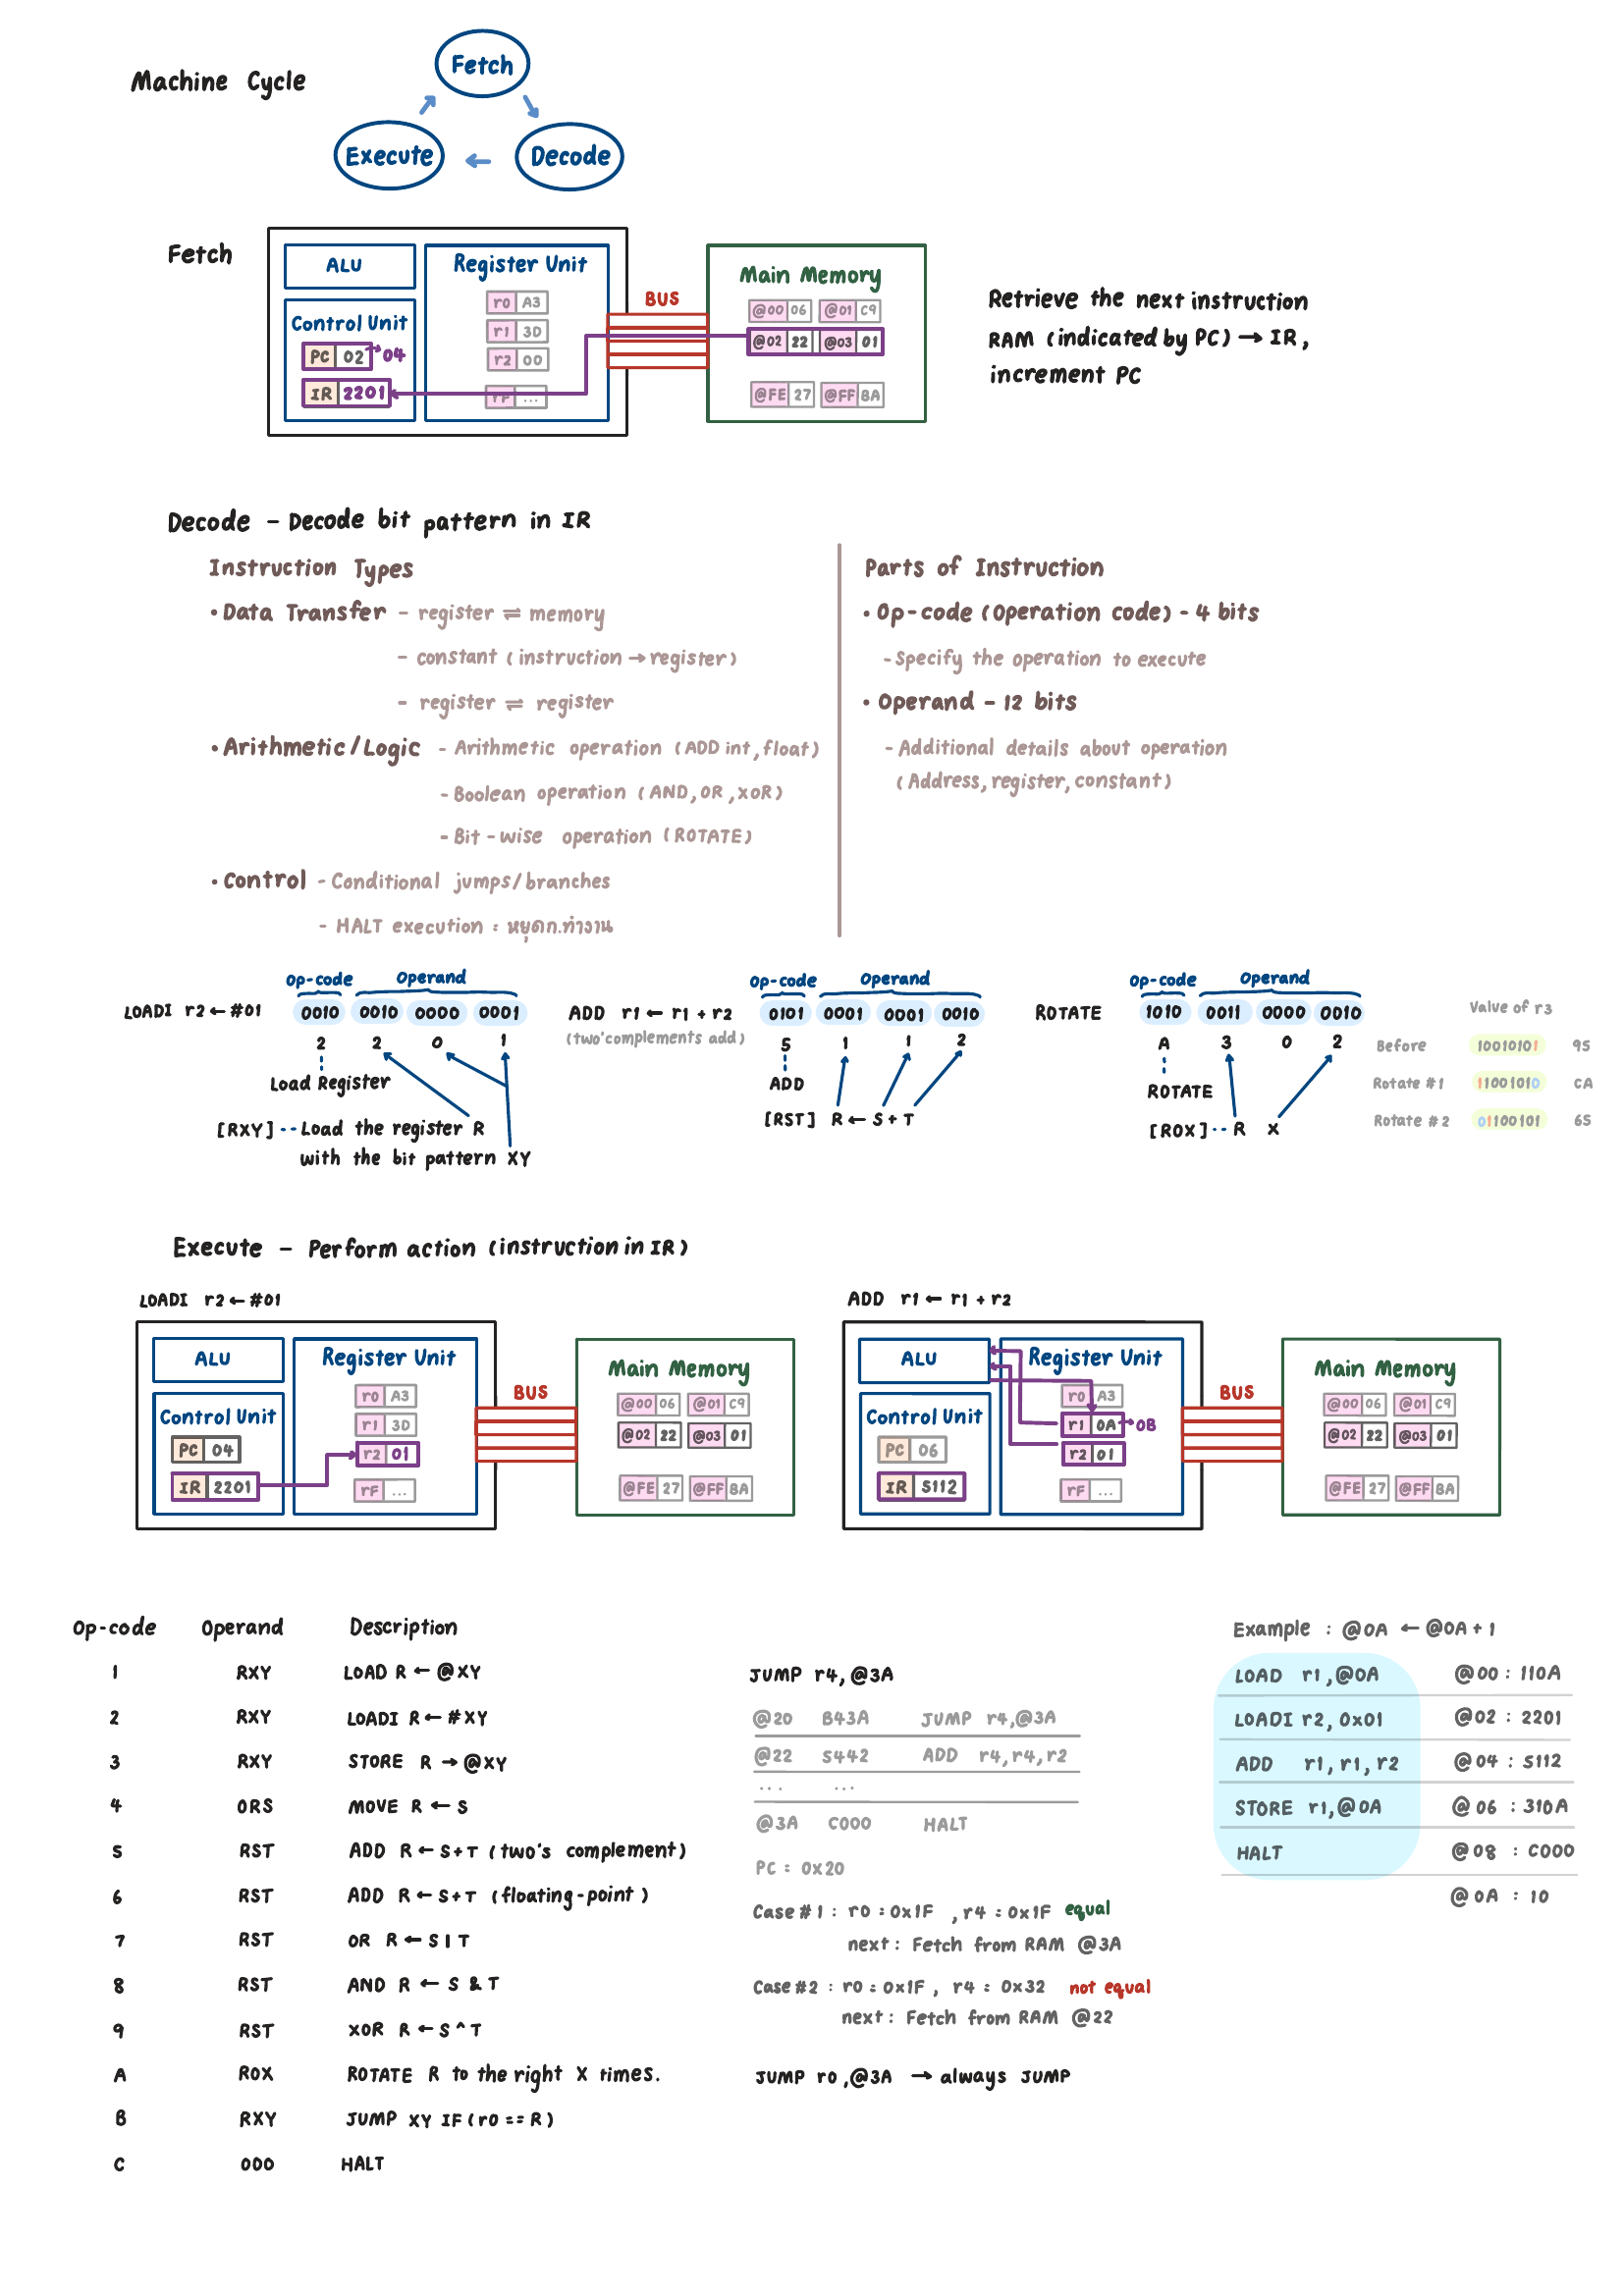 Machine Cycle
Fetch
Execute
Decode
Fetch
ALU
Control Unit
PC 02 → 04
IR 2201
Register Unit
r0 A3
r1 3D
r2 00
rF ...
BUS
Main Memory
@00 06 @01 C9
@02 22 @03 01
@FE 27 @FF 8A
Retrieve the next instruction
RAM (indicated by PC) → IR,
increment PC
Decode - Decode bit pattern in IR
Instruction Types
• Data Transfer - register ⇌ memory
- constant (instruction → register)
- register ⇌ register
• Arithmetic/Logic - Arithmetic operation (ADD int, float)
- Boolean operation (AND, OR, XOR)
- Bit-wise operation (ROTATE)
• Control - Conditional jumps/branches
- HALT execution : หยุดก.ทำงาน
Parts of Instruction
• Op-code (Operation code) - 4 bits
- Specify the operation to execute
• Operand - 12 bits
- Additional details about operation
(Address, register, constant)
LOADI r2 ← #01
Op-code Operand
0010 0010 0000 0001
2 2 0 1
Load Register
[RXY] -- Load the register R
with the bit pattern XY
ADD r1 ← r1 + r2
(two'complements add)
Op-code Operand
0101 0001 0001 0010
5 1 1 2
ADD
[RST] R ← S + T
ROTATE
Op-code Operand
1010 0011 0000 0010
A 3 0 2
ROTATE
[ROX] -- R X
Value of r3
Before 10010101 95
Rotate #1 11001010 CA
Rotate #2 01100101 65
Execute - Perform action (instruction in IR)
LOADI r2 ← #01
ALU
Control Unit
PC 04
IR 2201
Register Unit
r0 A3
r1 3D
r2 01
rF ...
BUS
Main Memory
@00 06 @01 C9
@02 22 @03 01
@FE 27 @FF 8A
ADD r1 ← r1 + r2
ALU
Control Unit
PC 06
IR 5112
Register Unit
r0 A3
r1 0A → 0B
r2 01
rF ...
BUS
Main Memory
@00 06 @01 C9
@02 22 @03 01
@FE 27 @FF 8A
Op-code Operand Description
1 RXY LOAD R ← @XY
2 RXY LOADI R ← #XY
3 RXY STORE R → @XY
4 ORS MOVE R ← S
5 RST ADD R ← S+T (two's complement)
6 RST ADD R ← S+T (floating-point)
7 RST OR R ← S | T
8 RST AND R ← S & T
9 RST XOR R ← S ^ T
A ROX ROTATE R to the right X times.
B RXY JUMP XY IF (r0 == R)
C 000 HALT
JUMP r4, @3A
@20 B43A JUMP r4, @3A
@22 5442 ADD r4, r4, r2
... ...
@3A C000 HALT
PC : 0x20
Case #1 : r0 = 0x1F , r4 = 0x1F equal
next : Fetch from RAM @3A
Case #2 : r0 = 0x1F , r4 = 0x32 not equal
next : Fetch from RAM @22
JUMP r0, @3A → always JUMP
Example : @0A ← @0A + 1
LOAD r1, @0A @00 : 110A
LOADI r2, 0x01 @02 : 2201
ADD r1, r1, r2 @04 : 5112
STORE r1, @0A @06 : 310A
HALT @08 : C000
@0A : 10